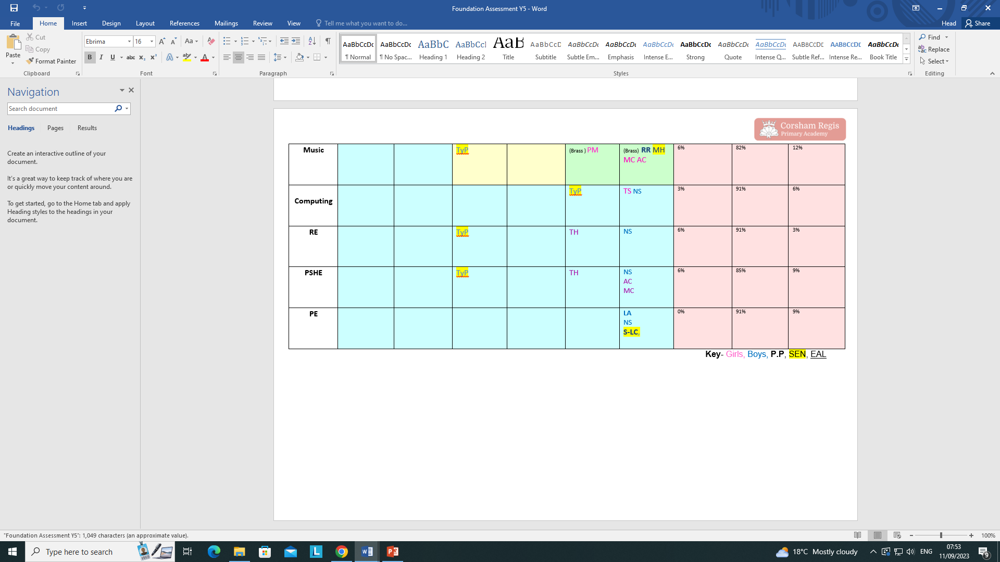 Foundation Assessment Y5 - Word
File Home Insert Design Layout References Mailings Review View Tell me what you want to do... Head Share
Paste Cut Copy Format Painter Clipboard
Ebrima 16 Aa B I U abc x₂ x² A ab A Font
Paragraph
AaBbCcDc AaBbCcDc AaBbC AaBbCcI AaB AaBbCcD AaBbCcDc AaBbCcDc AaBbCcDc AaBbCcDc AaBbCcDc AaBbCcDc AABBCCDE AABBCCDE AaBbCcDc
¶ Normal ¶ No Spac... Heading 1 Heading 2 Title Subtitle Subtle Em... Emphasis Intense E... Strong Quote Intense Q... Subtle Ref... Intense Re... Book Title
Styles
Find
Replace
Select
Editing
Navigation
Search document
Headings Pages Results
Create an interactive outline of your
document.
It's a great way to keep track of where you are
or quickly move your content around.
To get started, go to the Home tab and apply
Heading styles to the headings in your
document.
Corsham Regis
Primary Academy
Music TyP (Brass ) PM (Brass) RR MH 6% 82% 12%
MC AC
Computing TyP TS NS 3% 91% 6%
RE TyP TH NS 6% 91% 3%
PSHE TyP TH NS 6% 85% 9%
AC
MC
PE LA 0% 91% 9%
NS
S-LC,
Key- Girls, Boys, P.P, SEN, EAL
"Foundation Assessment Y5": 1,049 characters (an approximate value).
100%
Type here to search
18°C Mostly cloudy
ENG
07:53
11/09/2023
9